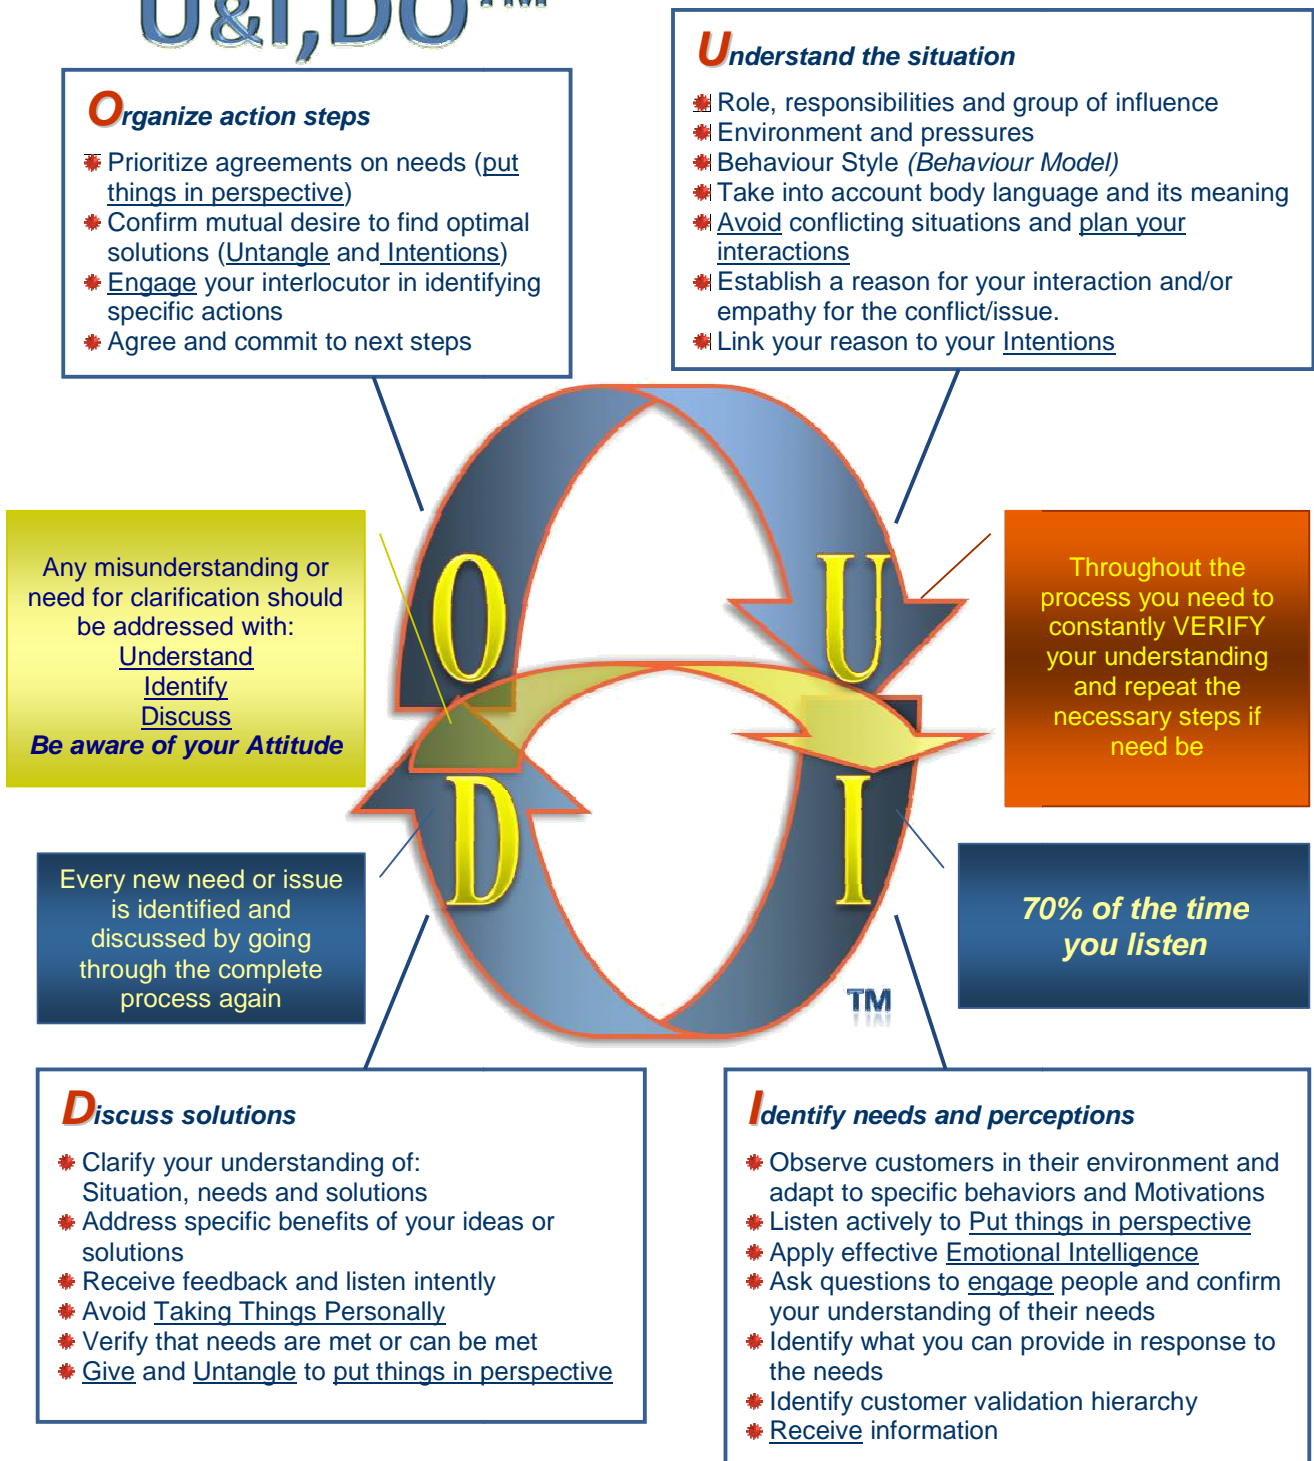 U&I,DO™
Organize action steps
Prioritize agreements on needs (put
things in perspective)
Confirm mutual desire to find optimal
solutions (Untangle and Intentions)
Engage your interlocutor in identifying
specific actions
Agree and commit to next steps
Understand the situation
Role, responsibilities and group of influence
Environment and pressures
Behaviour Style (Behaviour Model)
Take into account body language and its meaning
Avoid conflicting situations and plan your
interactions
Establish a reason for your interaction and/or
empathy for the conflict/issue.
Link your reason to your Intentions
Any misunderstanding or
need for clarification should
be addressed with:
Understand
Identify
Discuss
Be aware of your Attitude
O
U
D
I
TM
Throughout the
process you need to
constantly VERIFY
your understanding
and repeat the
necessary steps if
need be
Every new need or issue
is identified and
discussed by going
through the complete
process again
70% of the time
you listen
Discuss solutions
Clarify your understanding of:
Situation, needs and solutions
Address specific benefits of your ideas or
solutions
Receive feedback and listen intently
Avoid Taking Things Personally
Verify that needs are met or can be met
Give and Untangle to put things in perspective
Identify needs and perceptions
Observe customers in their environment and
adapt to specific behaviors and Motivations
Listen actively to Put things in perspective
Apply effective Emotional Intelligence
Ask questions to engage people and confirm
your understanding of their needs
Identify what you can provide in response to
the needs
Identify customer validation hierarchy
Receive information